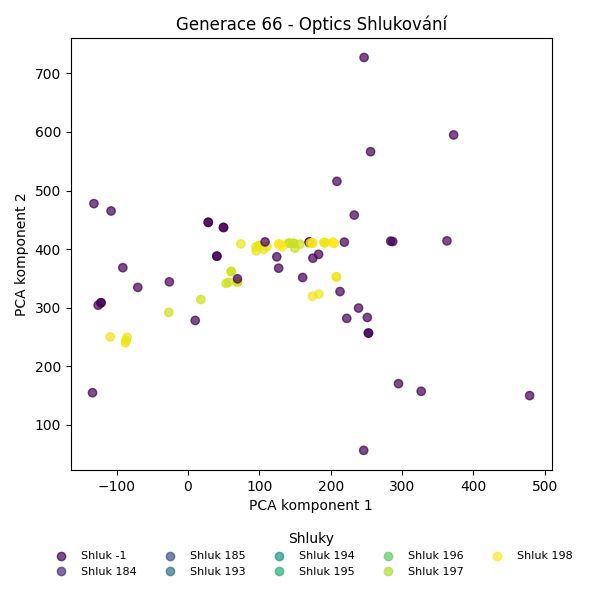 Generace 66 - Optics Shlukování
PCA komponent 2
700
600
500
400
300
200
100
−100 0 100 200 300 400 500
PCA komponent 1
Shluky
Shluk -1 Shluk 185 Shluk 194 Shluk 196 Shluk 198
Shluk 184 Shluk 193 Shluk 195 Shluk 197